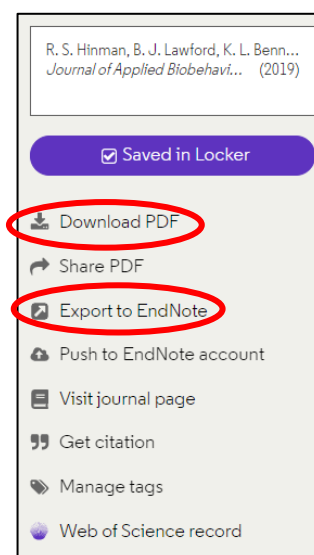 R. S. Hinman, B. J. Lawford, K. L. Benn...
Journal of Applied Biobehavi... (2019)
Saved in Locker
Download PDF
Share PDF
Export to EndNote
Push to EndNote account
Visit journal page
Get citation
Manage tags
Web of Science record